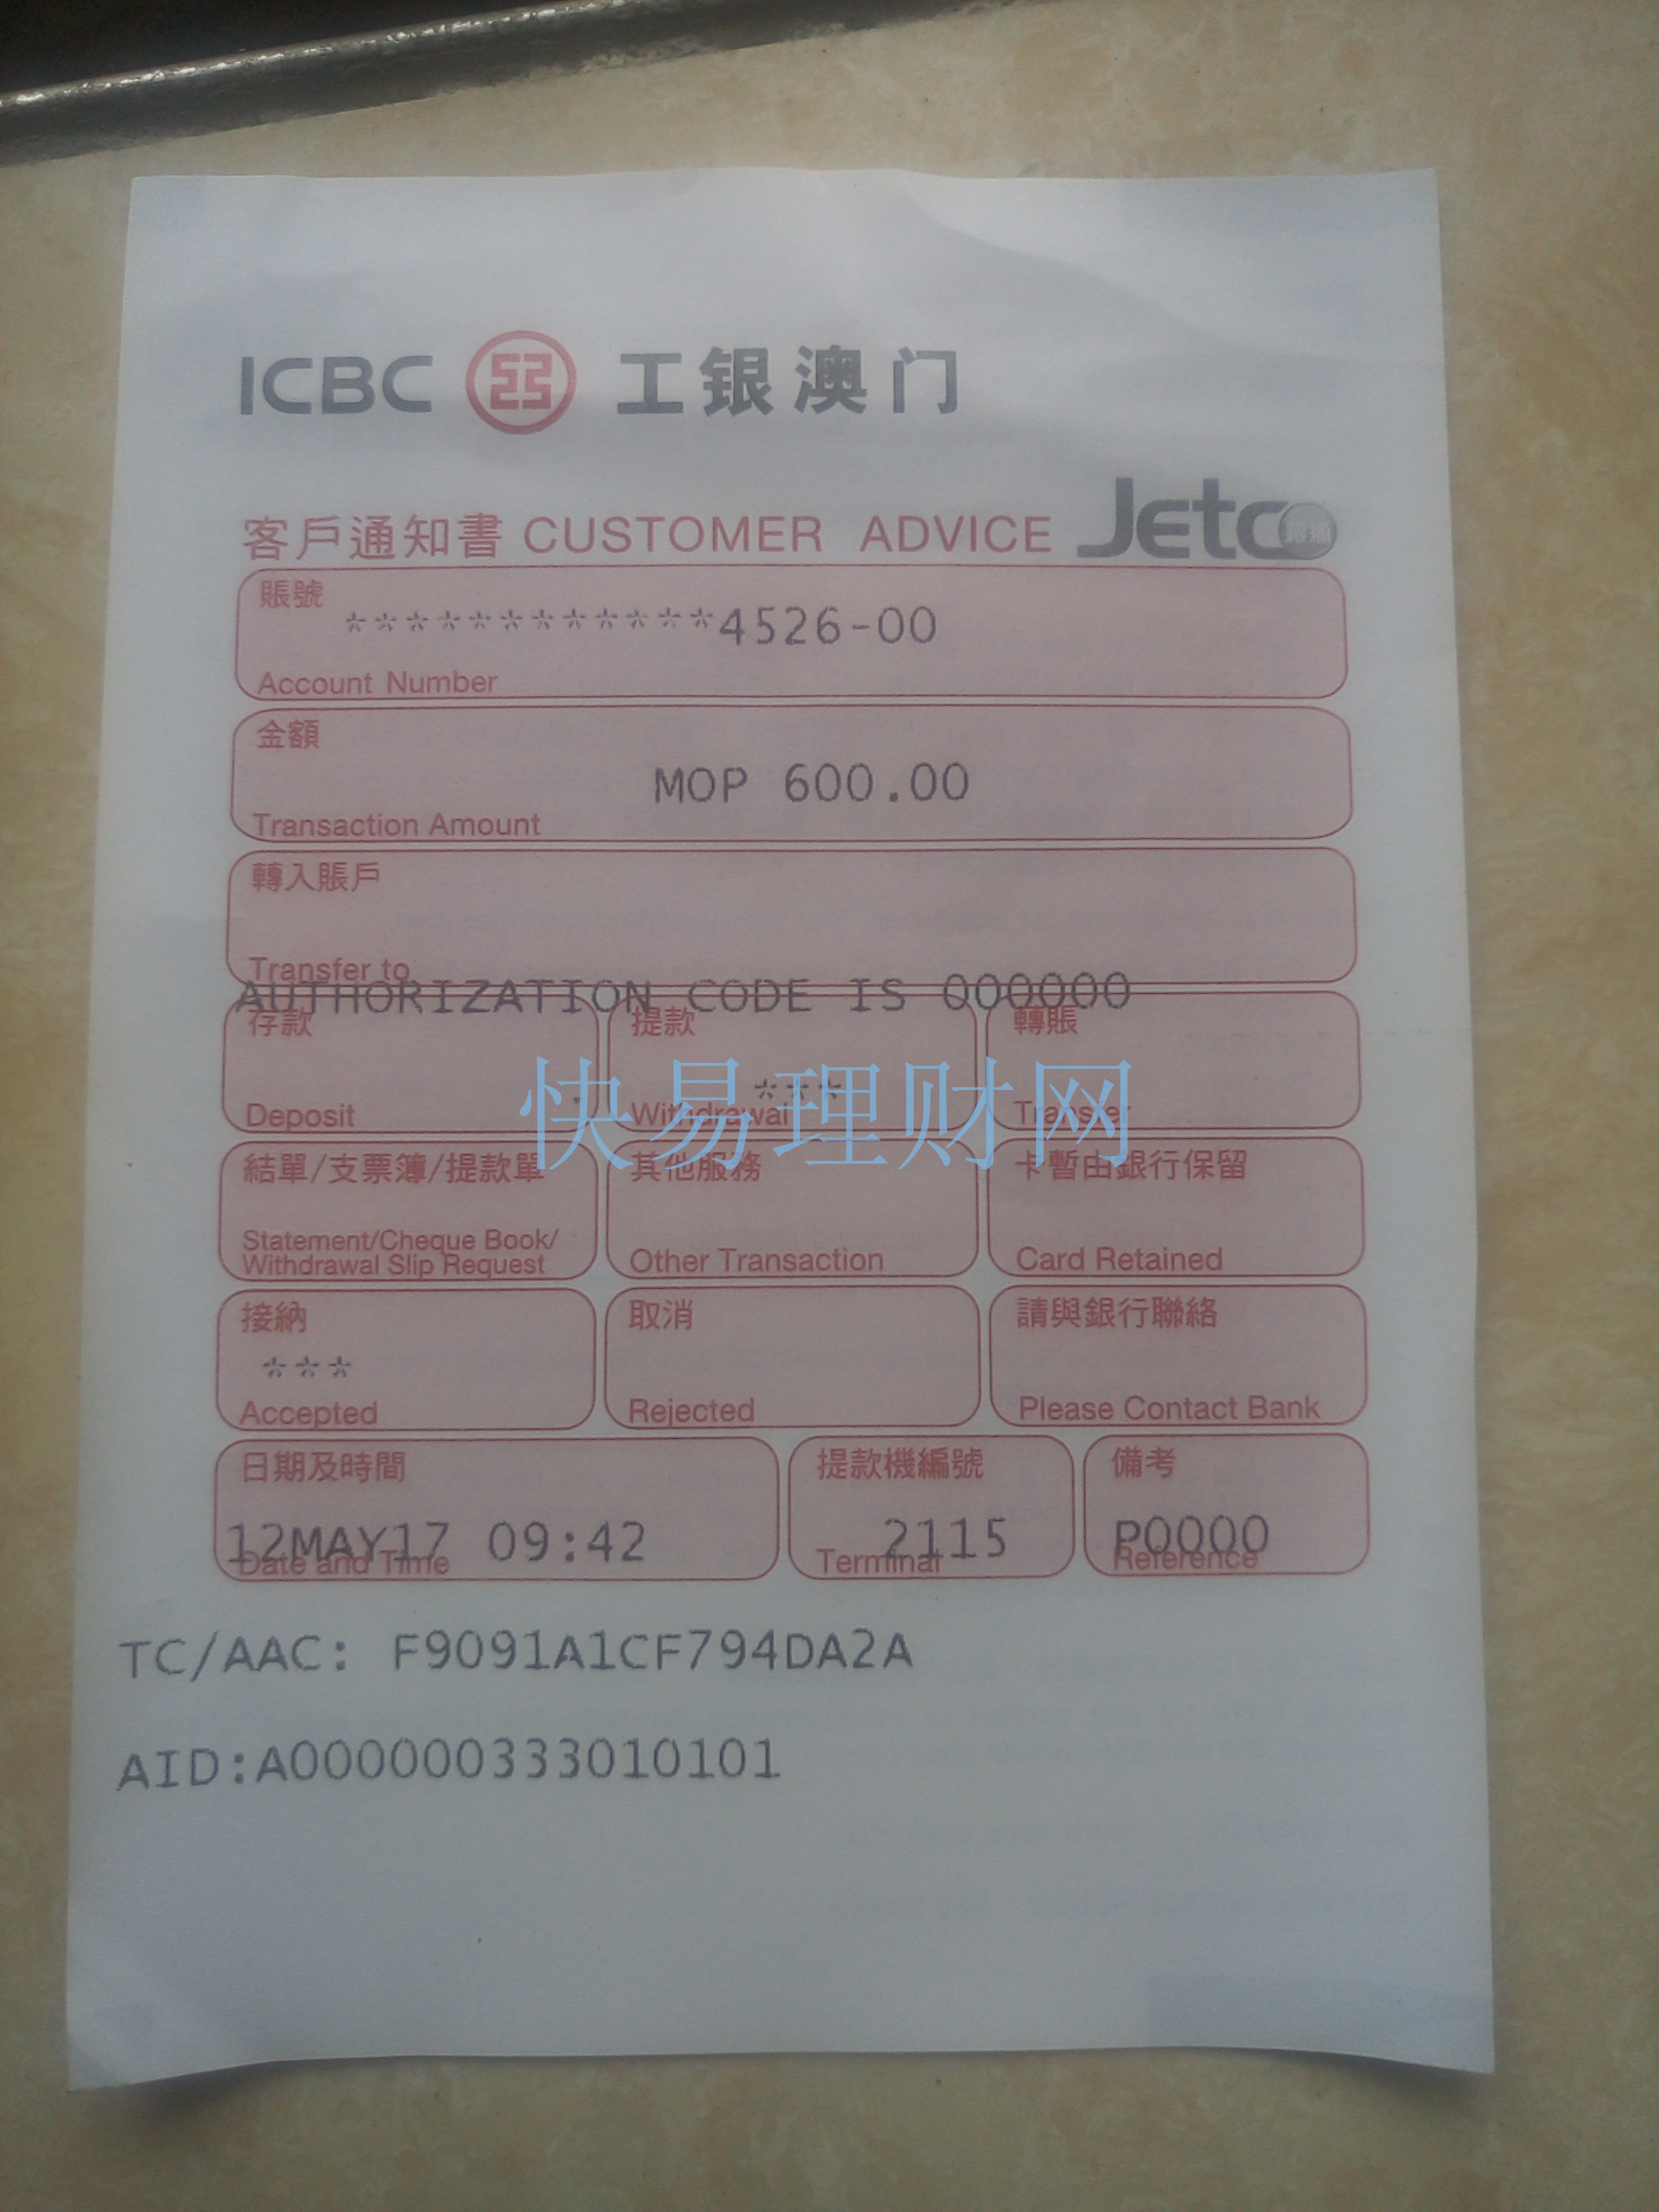 ICBC 工银澳门
客戶通知書 CUSTOMER ADVICE Jetco 銀通
賬號
************4526-00
Account Number
金額
MOP 600.00
Transaction Amount
轉入賬戶
Transfer to
AUTHORIZATION CODE IS 000000
存款 提款 轉賬
***
Deposit Withdrawal Transfer
快易理财网
結單/支票簿/提款單 其他服務 卡暫由銀行保留
Statement/Cheque Book/
Withdrawal Slip Request Other Transaction Card Retained
接納 取消 請與銀行聯絡
***
Accepted Rejected Please Contact Bank
日期及時間 提款機編號 備考
12MAY17 09:42 2115 P0000
Date and Time Terminal Reference
TC/AAC: F9091A1CF794DA2A
AID:A000000333010101